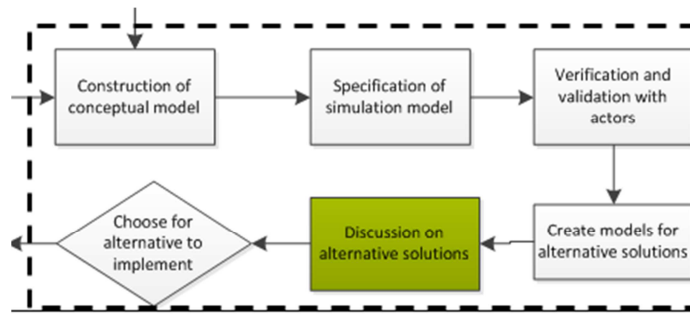 Construction of
conceptual model
Specification of
simulation model
Verification and
validation with
actors
Choose for
alternative to
implement
Discussion on
alternative solutions
Create models for
alternative solutions